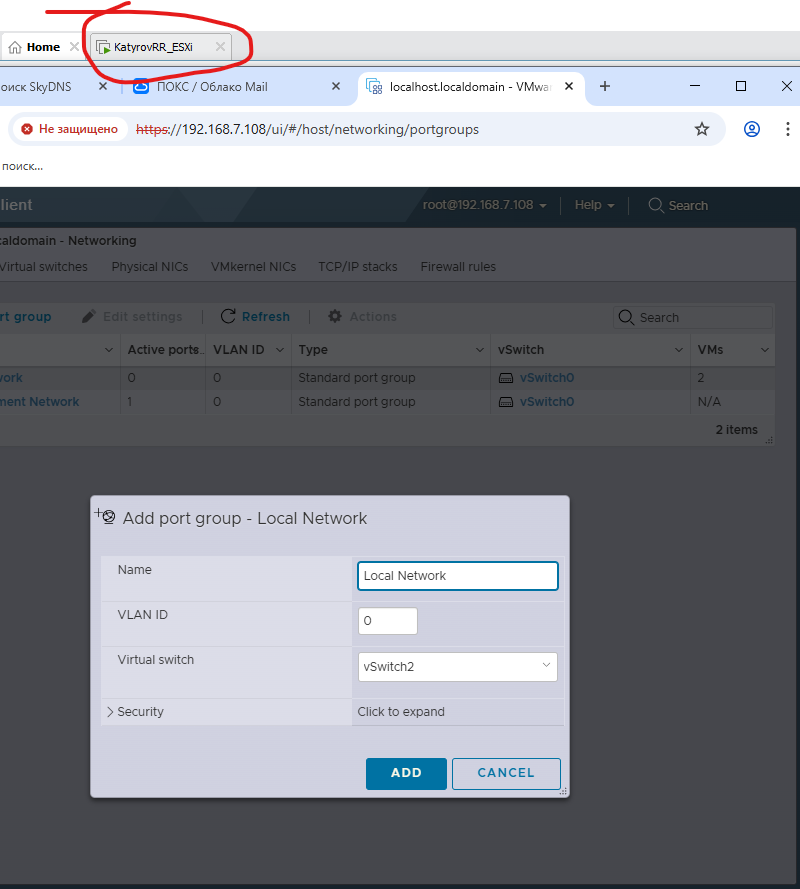 Home
KatyrovRR_ESXi
оиск SkyDNS
ПОКС / Облако Mail
localhost.localdomain - VMwar
Не защищено
https://192.168.7.108/ui/#/host/networking/portgroups
поиск...
lient
root@192.168.7.108
Help
Search
caldomain - Networking
Virtual switches
Physical NICs
VMkernel NICs
TCP/IP stacks
Firewall rules
rt group
Edit settings
Refresh
Actions
Search
Active ports...
VLAN ID
Type
vSwitch
VMs
work
0
0
Standard port group
vSwitch0
2
ment Network
1
0
Standard port group
vSwitch0
N/A
2 items
Add port group - Local Network
Name
Local Network
VLAN ID
0
Virtual switch
vSwitch2
Security
Click to expand
ADD
CANCEL